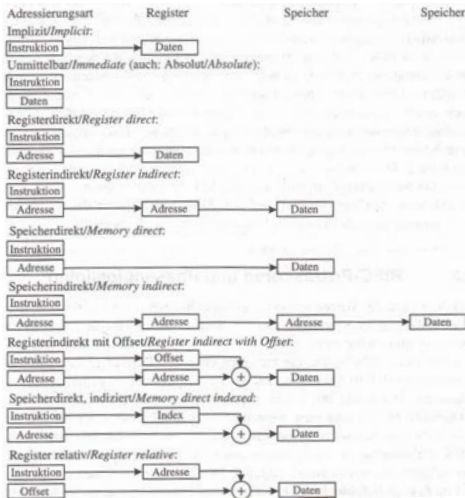 Adressierungsart Register Speicher Speicher
Implizit/Implicit:
Instruktion Daten
Unmittelbar/Immediate (auch: Absolut/Absolute):
Instruktion
Daten
Registerdirekt/Register direct:
Instruktion
Adresse Daten
Registerindirekt/Register indirect:
Instruktion
Adresse Adresse Daten
Speicherdirekt/Memory direct:
Instruktion
Adresse Daten
Speicherindirekt/Memory indirect:
Instruktion
Adresse Adresse Adresse Daten
Registerindirekt mit Offset/Register indirect with Offset:
Instruktion Offset
Adresse Adresse + Daten
Speicherdirekt, indiziert/Memory direct indexed:
Instruktion Index
Adresse + Daten
Register relativ/Register relative:
Instruktion Adresse
Offset + Daten